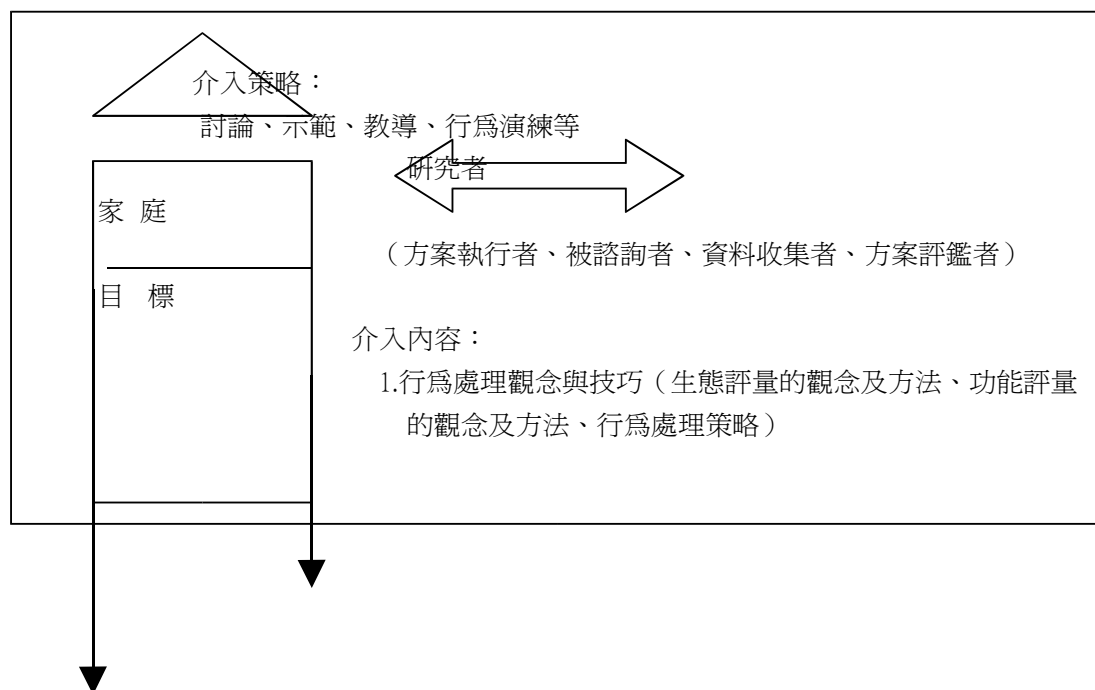 介入策略：
討論、示範、教導、行爲演練等
研究者
家 庭
（方案執行者、被諮詢者、資料收集者、方案評鑑者）
目 標
介入內容：
1.行爲處理觀念與技巧（生態評量的觀念及方法、功能評量
的觀念及方法、行爲處理策略）